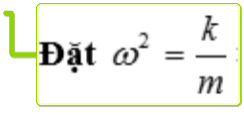 Đặt ω² = k/m